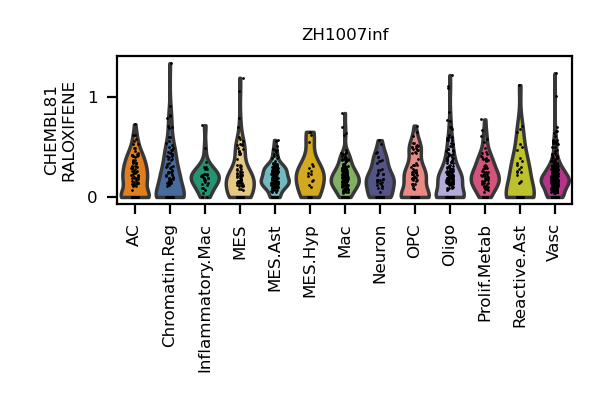 ZH1007inf
CHEMBL81
RALOXIFENE
1
0
AC
Chromatin.Reg
Inflammatory.Mac
MES
MES.Ast
MES.Hyp
Mac
Neuron
OPC
Oligo
Prolif.Metab
Reactive.Ast
Vasc